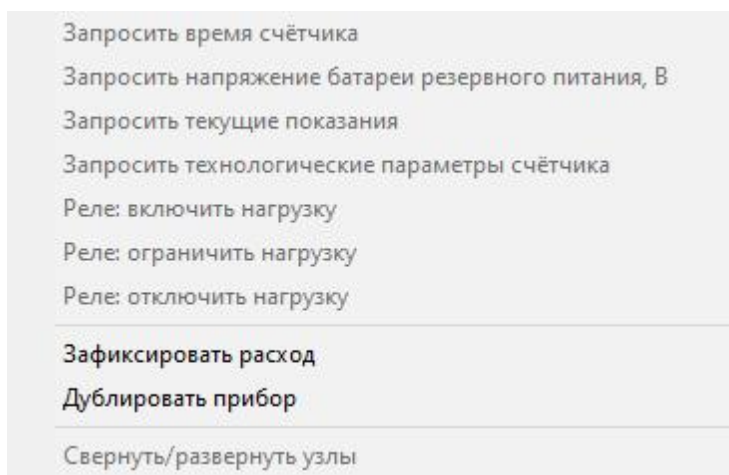 Запросить время счётчика
Запросить напряжение батареи резервного питания, В
Запросить текущие показания
Запросить технологические параметры счётчика
Реле: включить нагрузку
Реле: ограничить нагрузку
Реле: отключить нагрузку
Зафиксировать расход
Дублировать прибор
Свернуть/развернуть узлы